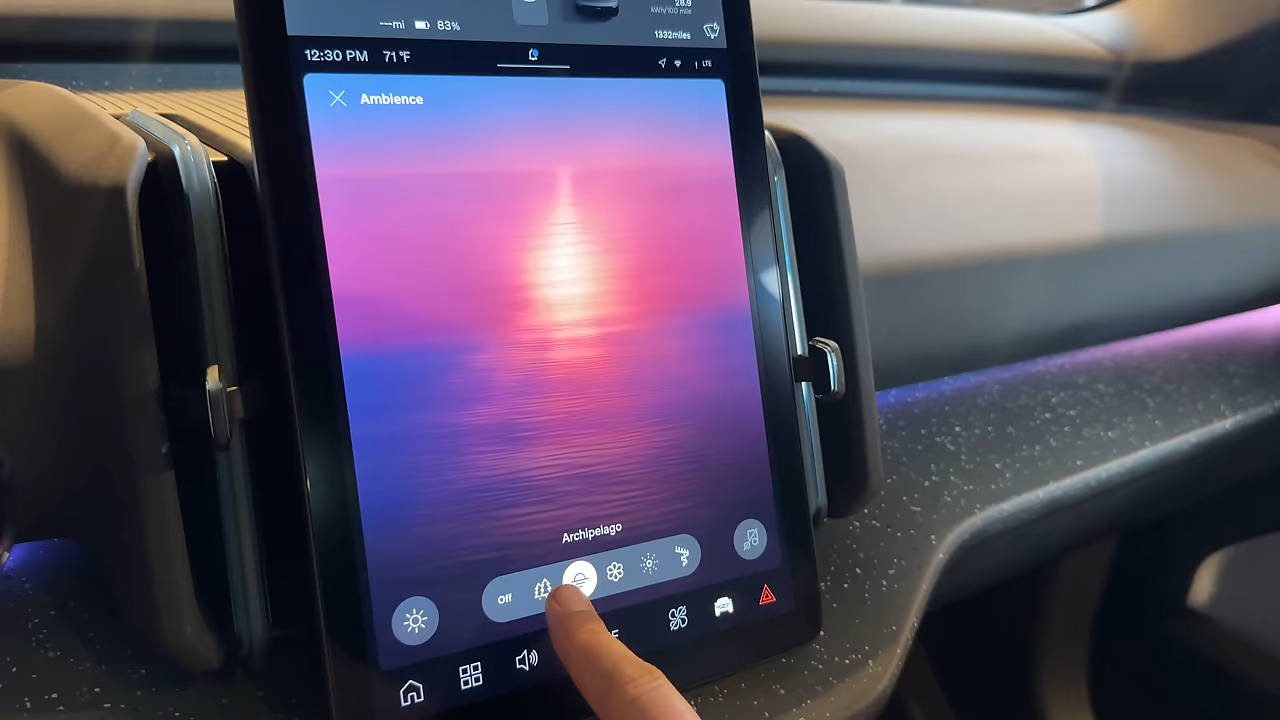 28.9
kWh/100 mile
---mi 83%
1332miles
12:30 PM 71°F
LTE
Ambience
Archipelago
Off